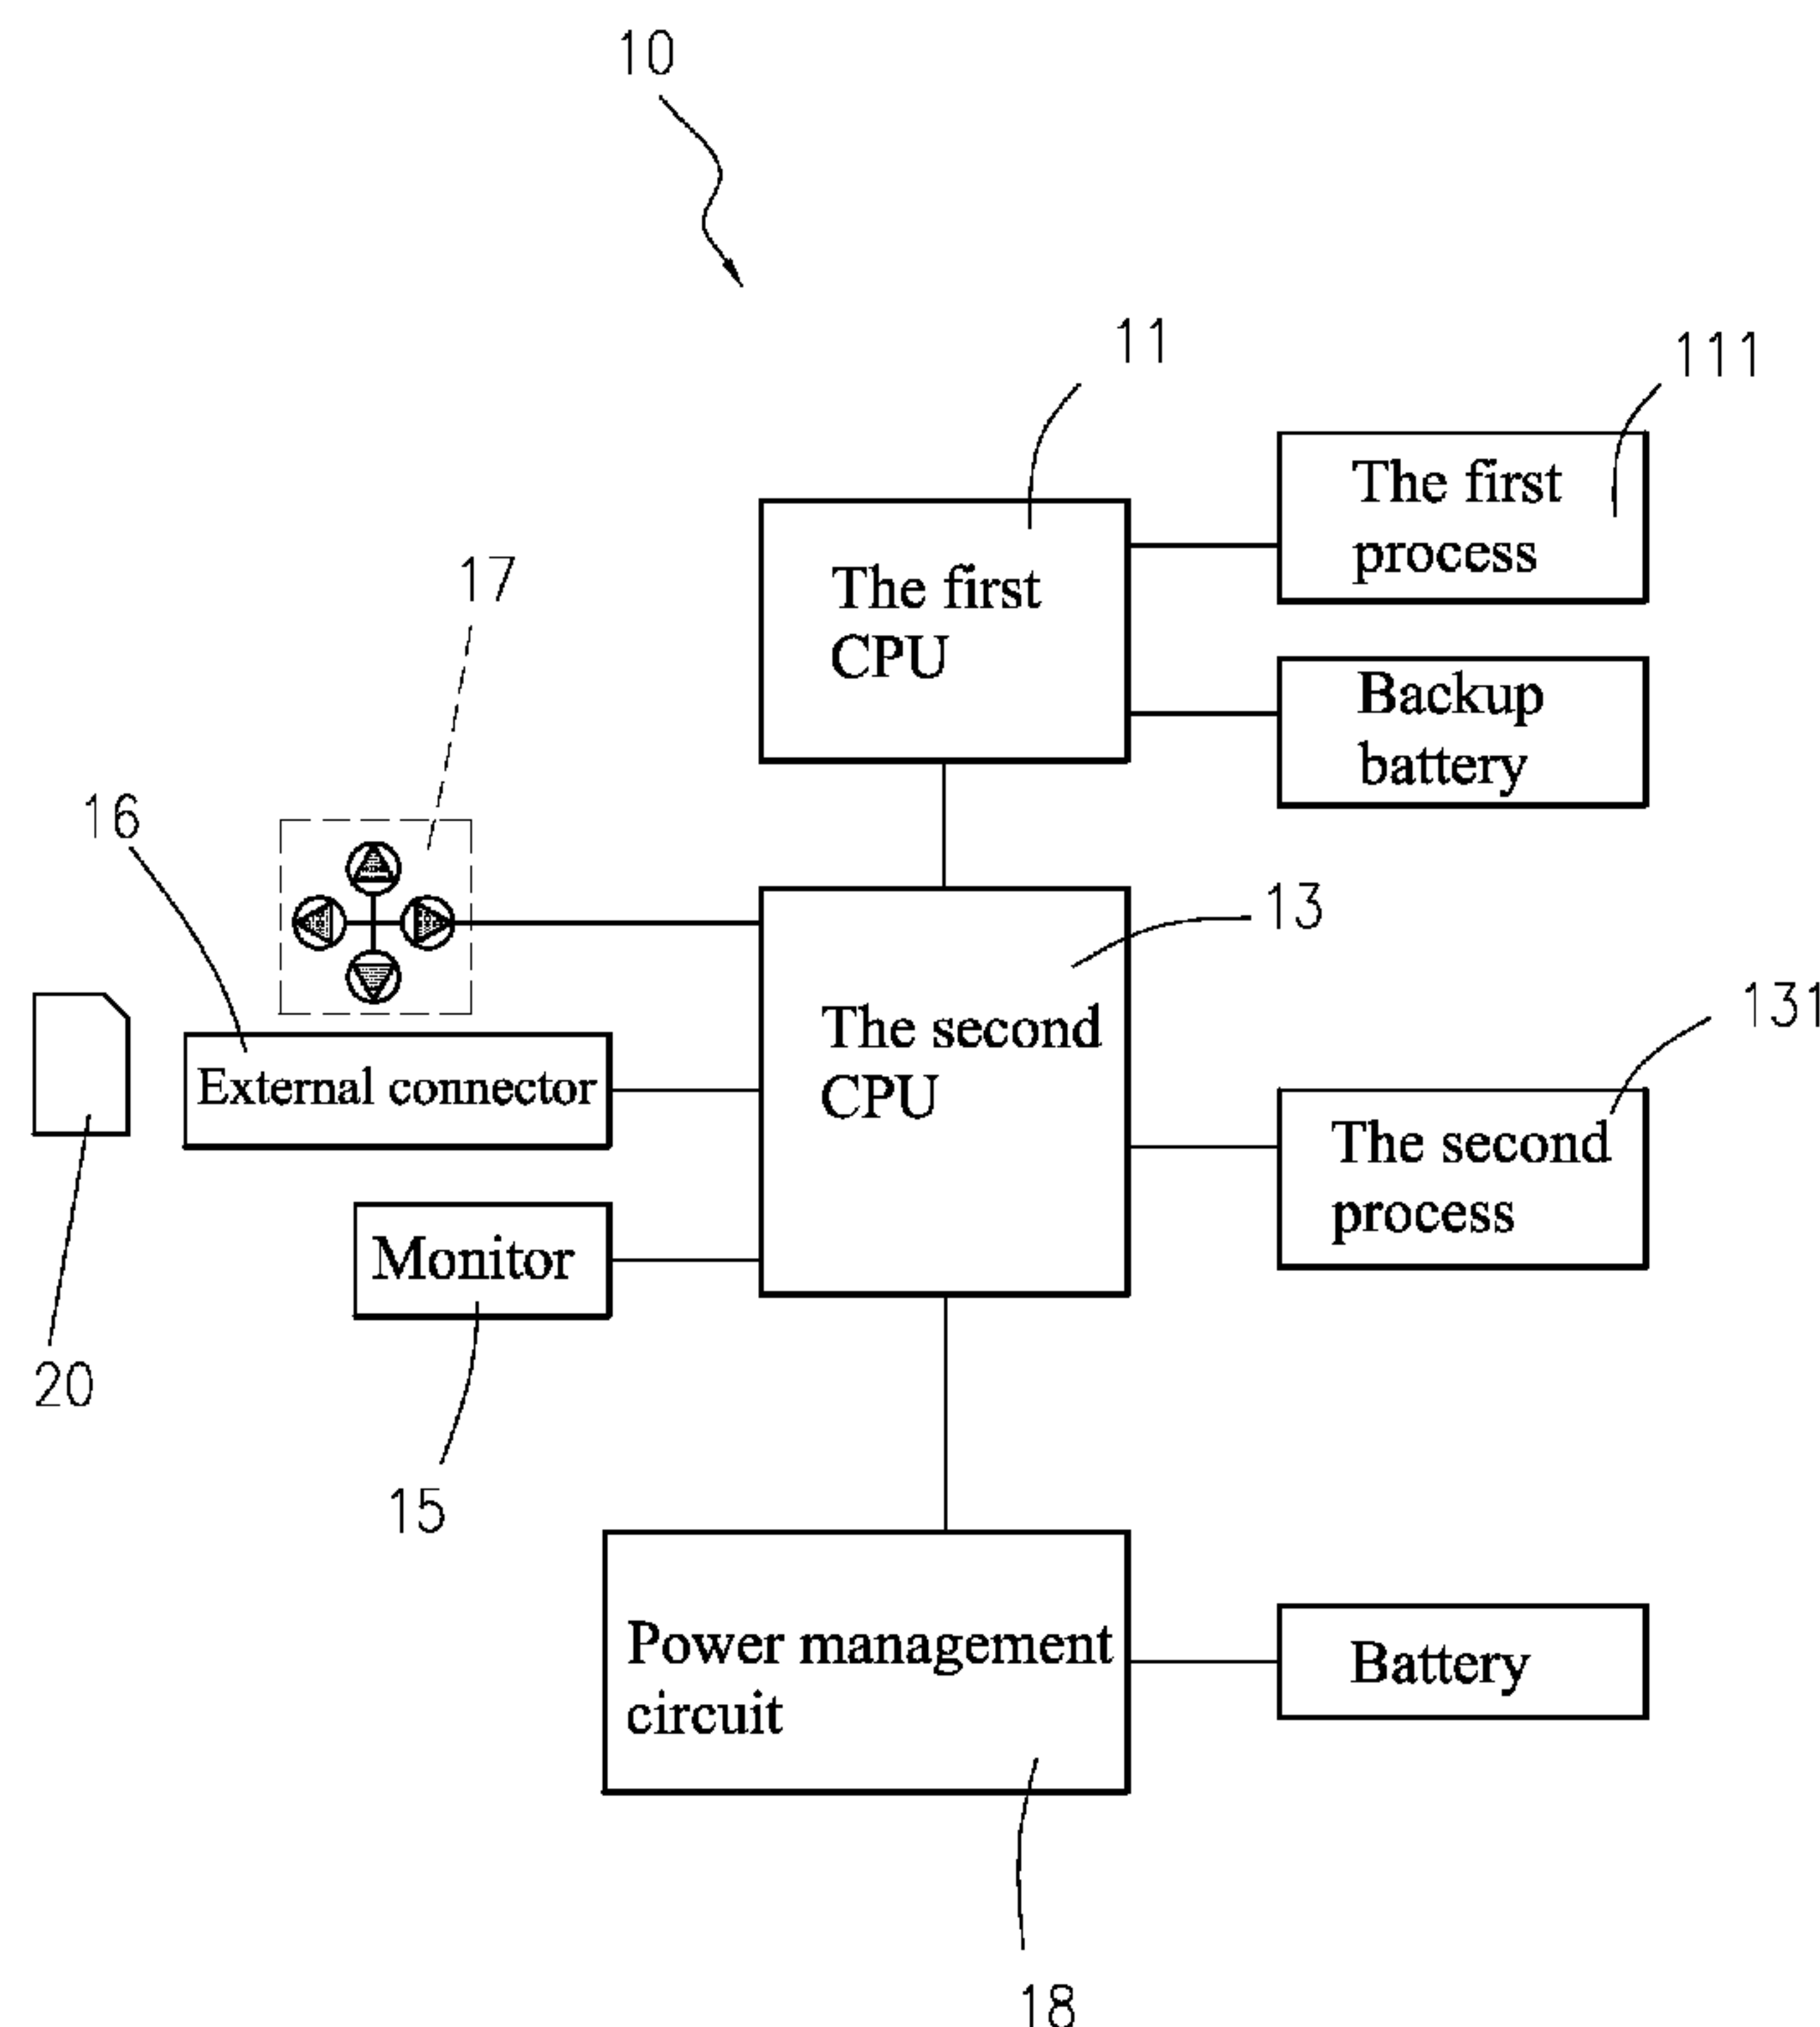 10
11
111
The first
process
The first
CPU
17
Backup
battery
16
13
The second
CPU
131
External connector
The second
process
Monitor
20
15
Power management
circuit
Battery
18